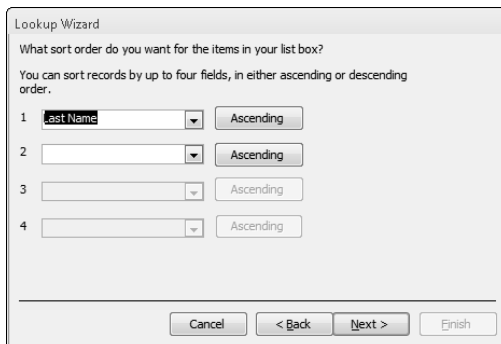 Lookup Wizard
What sort order do you want for the items in your list box?
You can sort records by up to four fields, in either ascending or descending
order.
1 Last Name Ascending
2 Ascending
3 Ascending
4 Ascending
Cancel < Back Next > Finish